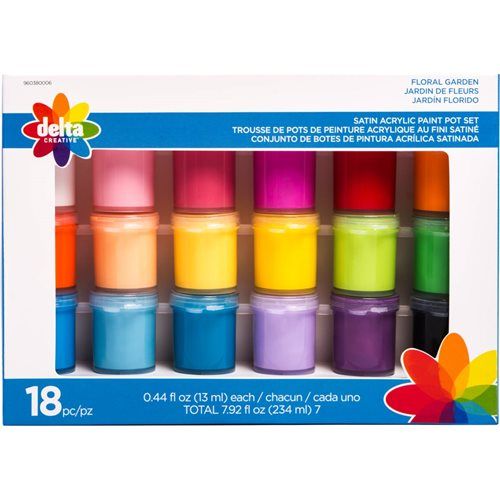 960380006
FLORAL GARDEN
JARDIN DE FLEURS
JARDÍN FLORIDO
delta
CREATIVE™
SATIN ACRYLIC PAINT POT SET
TROUSSE DE POTS DE PEINTURE ACRYLIQUE AU FINI SATINÉ
CONJUNTO DE BOTES DE PINTURA ACRÍLICA SATINADA
18 pc/pz
0.44 fl oz (13 ml) each / chacun / cada uno
TOTAL 7.92 fl oz (234 ml) 7